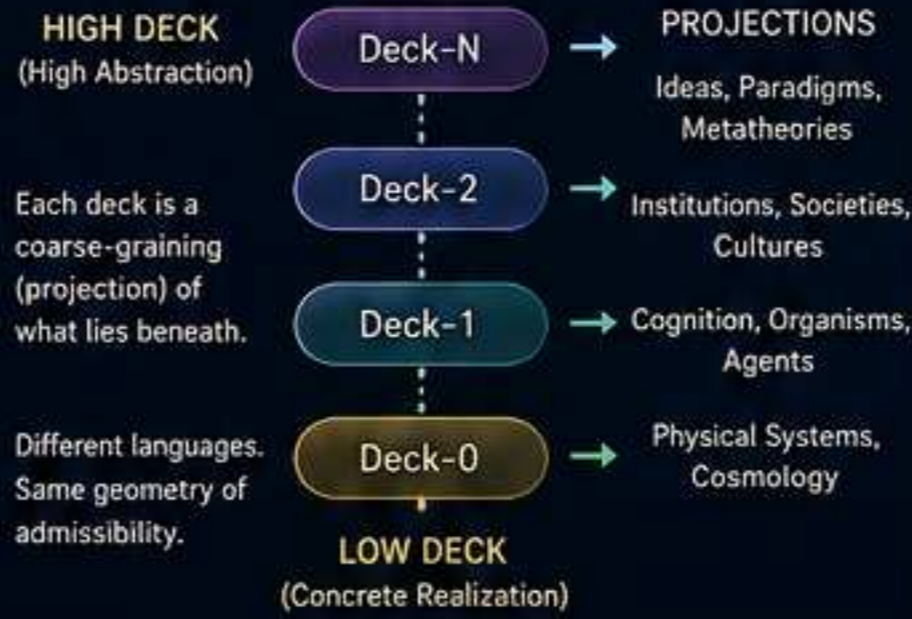 HIGH DECK
(High Abstraction)
Each deck is a
coarse-graining
(projection) of
what lies beneath.
Different languages.
Same geometry of
admissibility.
Deck-N
Deck-2
Deck-1
Deck-0
LOW DECK
(Concrete Realization)
PROJECTIONS
Ideas, Paradigms,
Metatheories
Institutions, Societies,
Cultures
Cognition, Organisms,
Agents
Physical Systems,
Cosmology